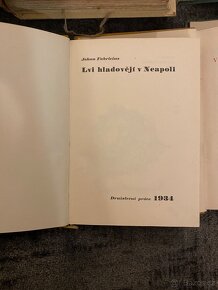 Johan Fabricius
Lvi hladovějí v Neapoli
Družstevní práce 1934